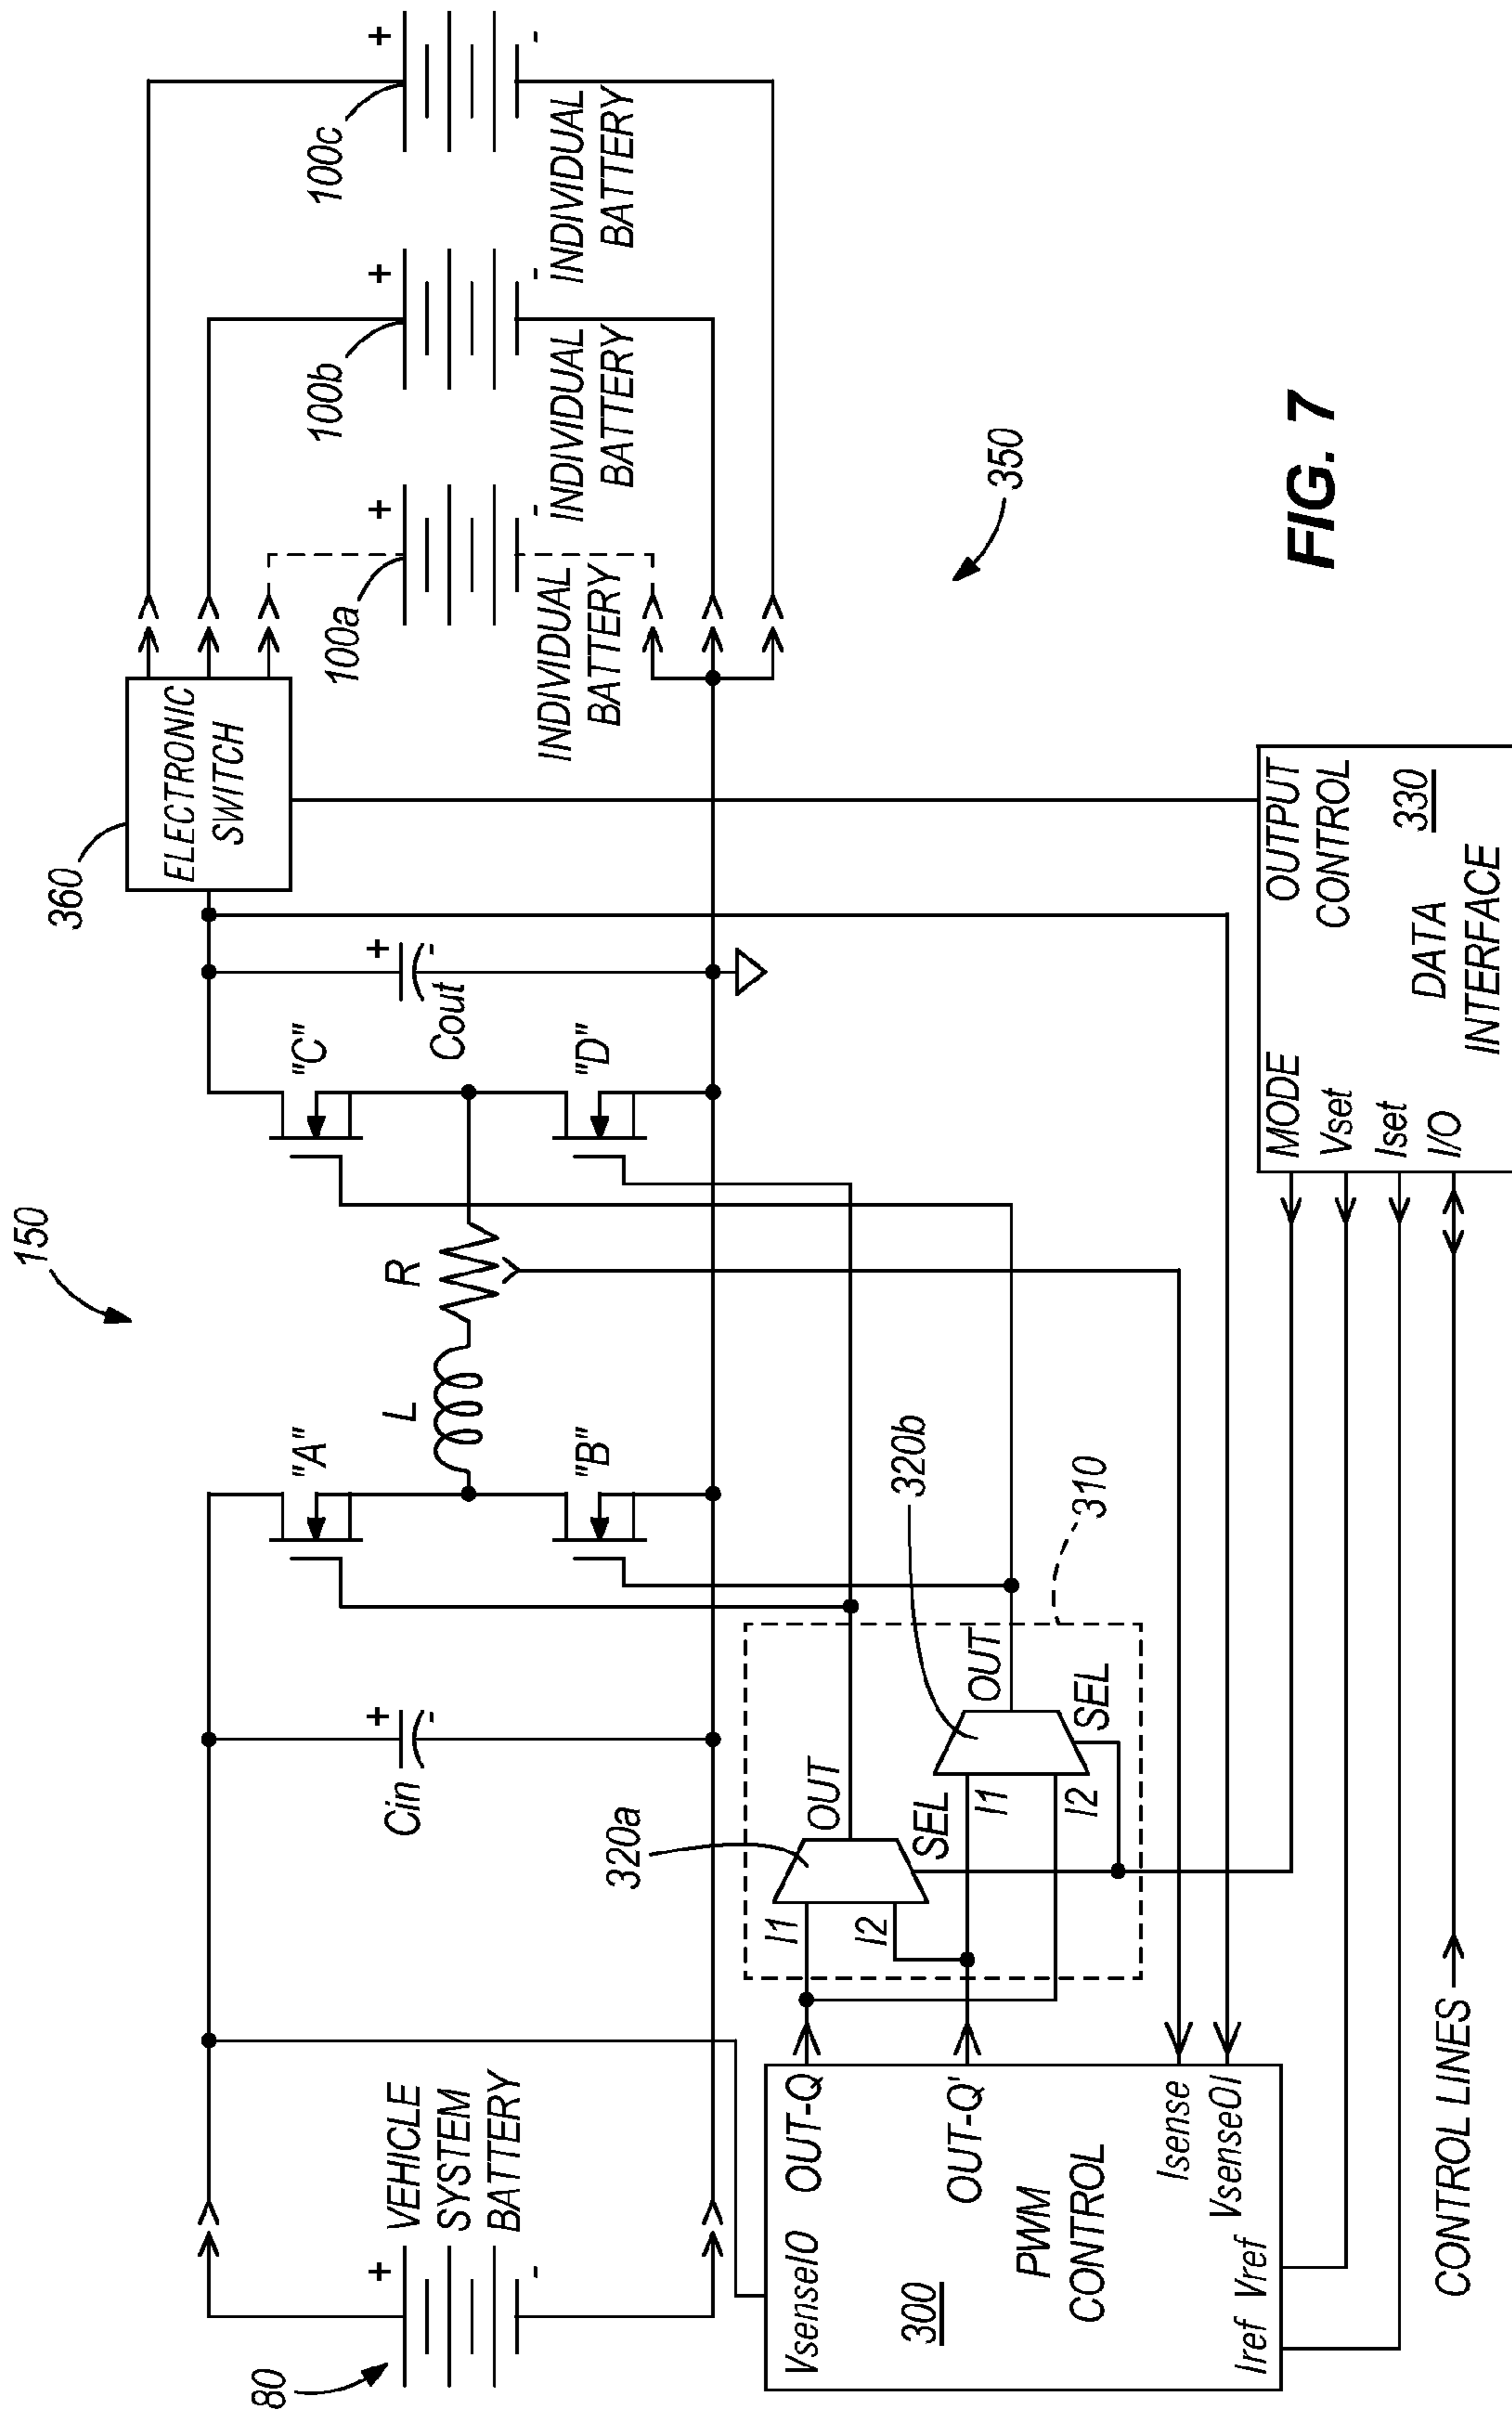 150
360
ELECTRONIC
SWITCH
80
+
-
VEHICLE
SYSTEM
BATTERY
Cin
+
-
"A"
"B"
L
R
"C"
"D"
Cout
+
-
100a
+
-
INDIVIDUAL
BATTERY
100b
+
-
INDIVIDUAL
BATTERY
100c
+
-
INDIVIDUAL
BATTERY
350
320a
I1
I2
OUT
SEL
320b
I1
I2
OUT
SEL
310
VsenseIO
OUT-Q
OUT-Q'
300
PWM
CONTROL
Isense
VsenseOI
Iref
Vref
MODE
Vset
Iset
I/O
OUTPUT
CONTROL
330
DATA
INTERFACE
CONTROL LINES
FIG. 7